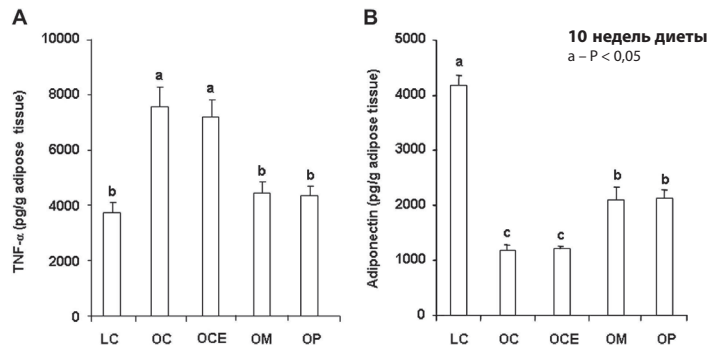 A
TNF-α (pg/g adipose tissue)
10000
8000
6000
4000
2000
0
b
a
a
b
b
LC OC OCE OM OP
B
10 недель диеты
a – P < 0,05
Adiponectin (pg/g adipose tissue)
5000
4000
3000
2000
1000
0
a
c
c
b
b
LC OC OCE OM OP